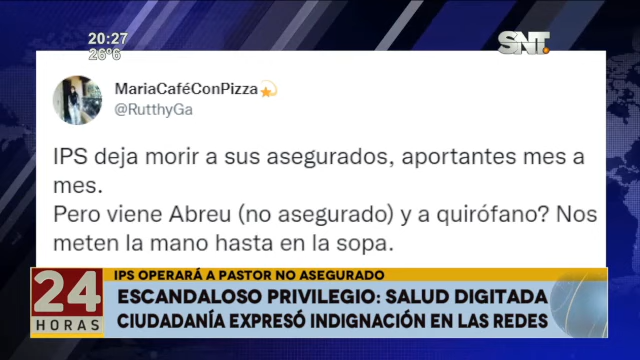 20:27
28°6
SNT.
MariaCaféConPizza
@RutthyGa
IPS deja morir a sus asegurados, aportantes mes a
mes.
Pero viene Abreu (no asegurado) y a quirófano? Nos
meten la mano hasta en la sopa.
IPS OPERARÁ A PASTOR NO ASEGURADO
24
HORAS
ESCANDALOSO PRIVILEGIO: SALUD DIGITADA
CIUDADANÍA EXPRESÓ INDIGNACIÓN EN LAS REDES